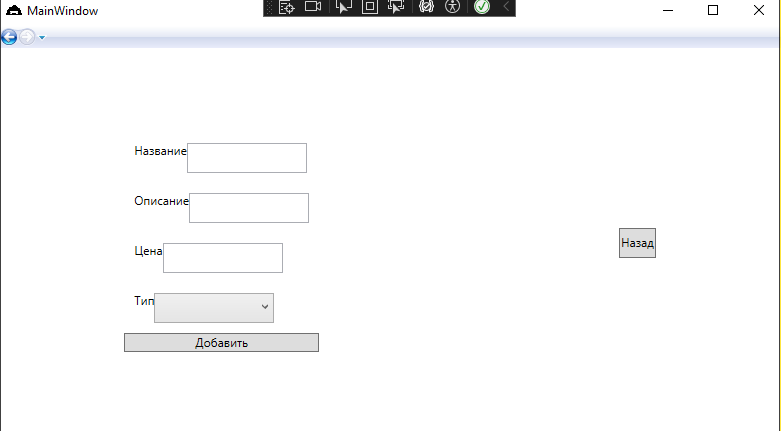 MainWindow
Название
Описание
Назад
Цена
Тип
Добавить